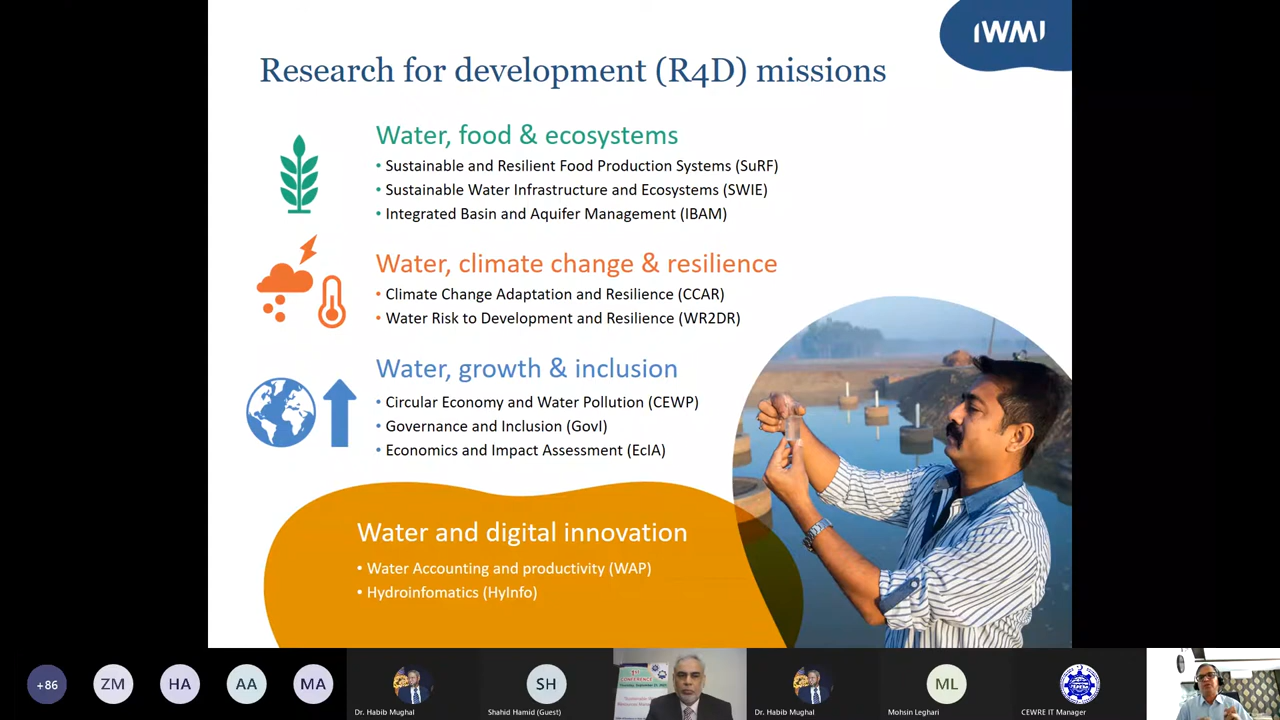 IWMI
Research for development (R4D) missions
Water, food & ecosystems
• Sustainable and Resilient Food Production Systems (SuRF)
• Sustainable Water Infrastructure and Ecosystems (SWIE)
• Integrated Basin and Aquifer Management (IBAM)
Water, climate change & resilience
• Climate Change Adaptation and Resilience (CCAR)
• Water Risk to Development and Resilience (WR2DR)
Water, growth & inclusion
• Circular Economy and Water Pollution (CEWP)
• Governance and Inclusion (GovI)
• Economics and Impact Assessment (EcIA)
Water and digital innovation
• Water Accounting and productivity (WAP)
• Hydroinfomatics (HyInfo)
+86
ZM
HA
AA
MA
Dr. Habib Mughal
SH
Shahid Hamid (Guest)
CONFERENCE
Dr. Habib Mughal
ML
Mohsin Leghari
CEWRE IT Manager